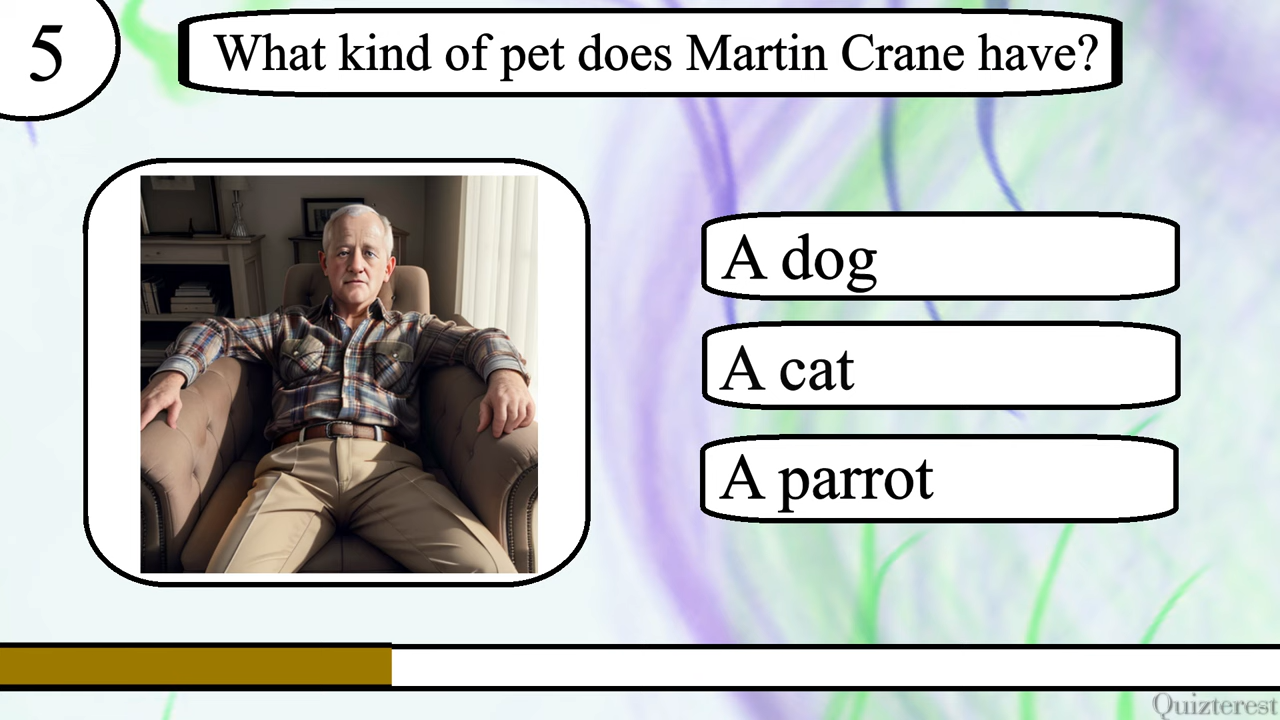 5
What kind of pet does Martin Crane have?
A dog
A cat
A parrot
Quizterest